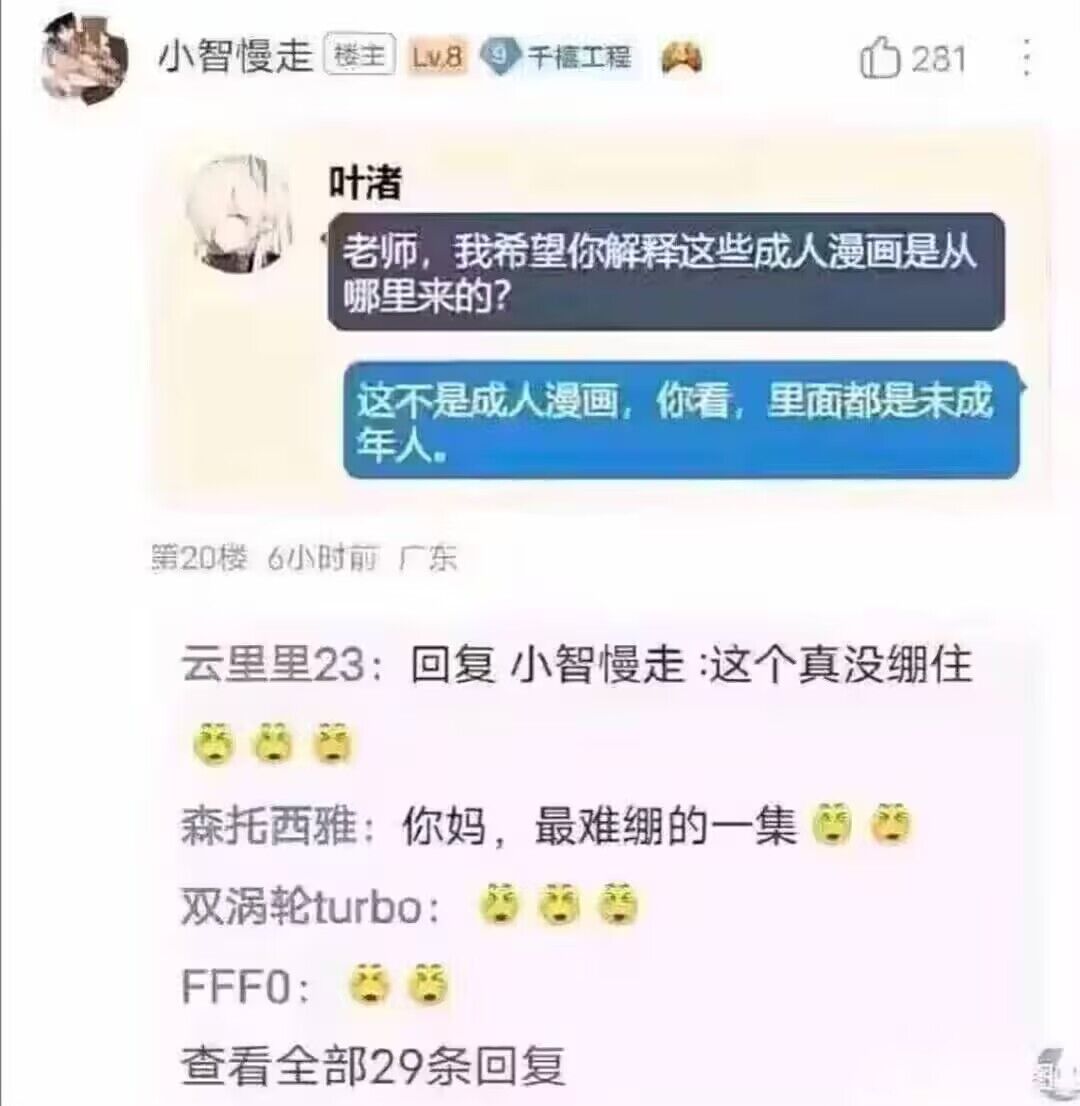 小智慢走 楼主 Lv.8 9 千禧工程 281
叶渚
老师，我希望你解释这些成人漫画是从
哪里来的？
这不是成人漫画，你看，里面都是未成
年人。
第20楼 6小时前 广东
云里里23：回复 小智慢走 :这个真没绷住
森托西雅：你妈，最难绷的一集
双涡轮turbo：
FFF0：
查看全部29条回复